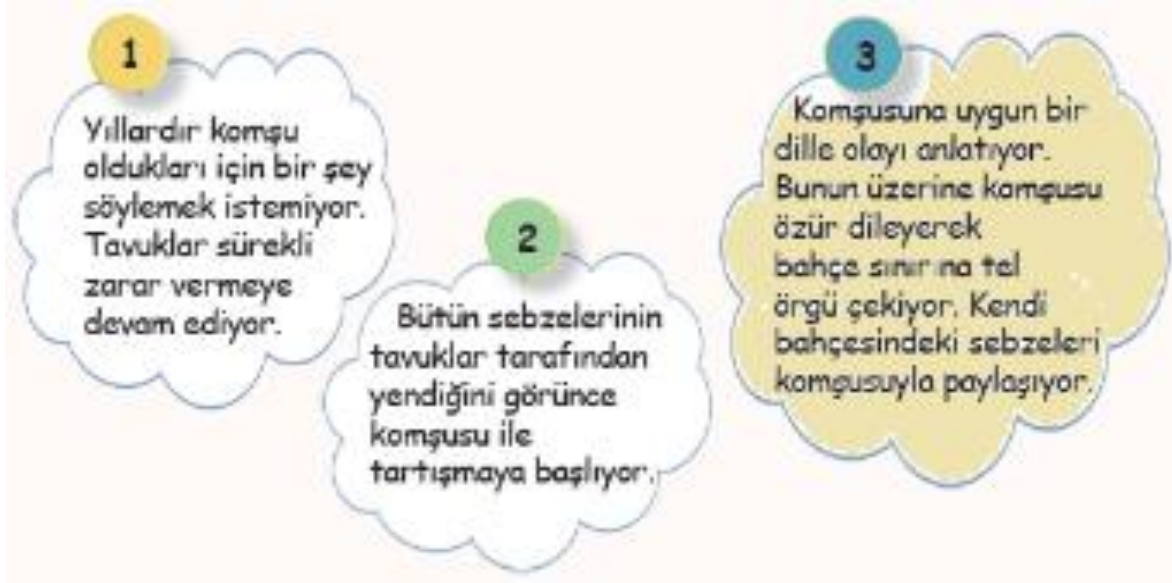 1
Yıllardır komşu
oldukları için bir şey
söylemek istemiyor.
Tavuklar sürekli
zarar vermeye
devam ediyor.
2
Bütün sebzelerinin
tavuklar tarafından
yendiğini görünce
komşusu ile
tartışmaya başlıyor.
3
Komşusuna uygun bir
dille olayı anlatıyor.
Bunun üzerine komşusu
özür dileyerek
bahçe sınırına tel
örgü çekiyor. Kendi
bahçesindeki sebzeleri
komşusuyla paylaşıyor.